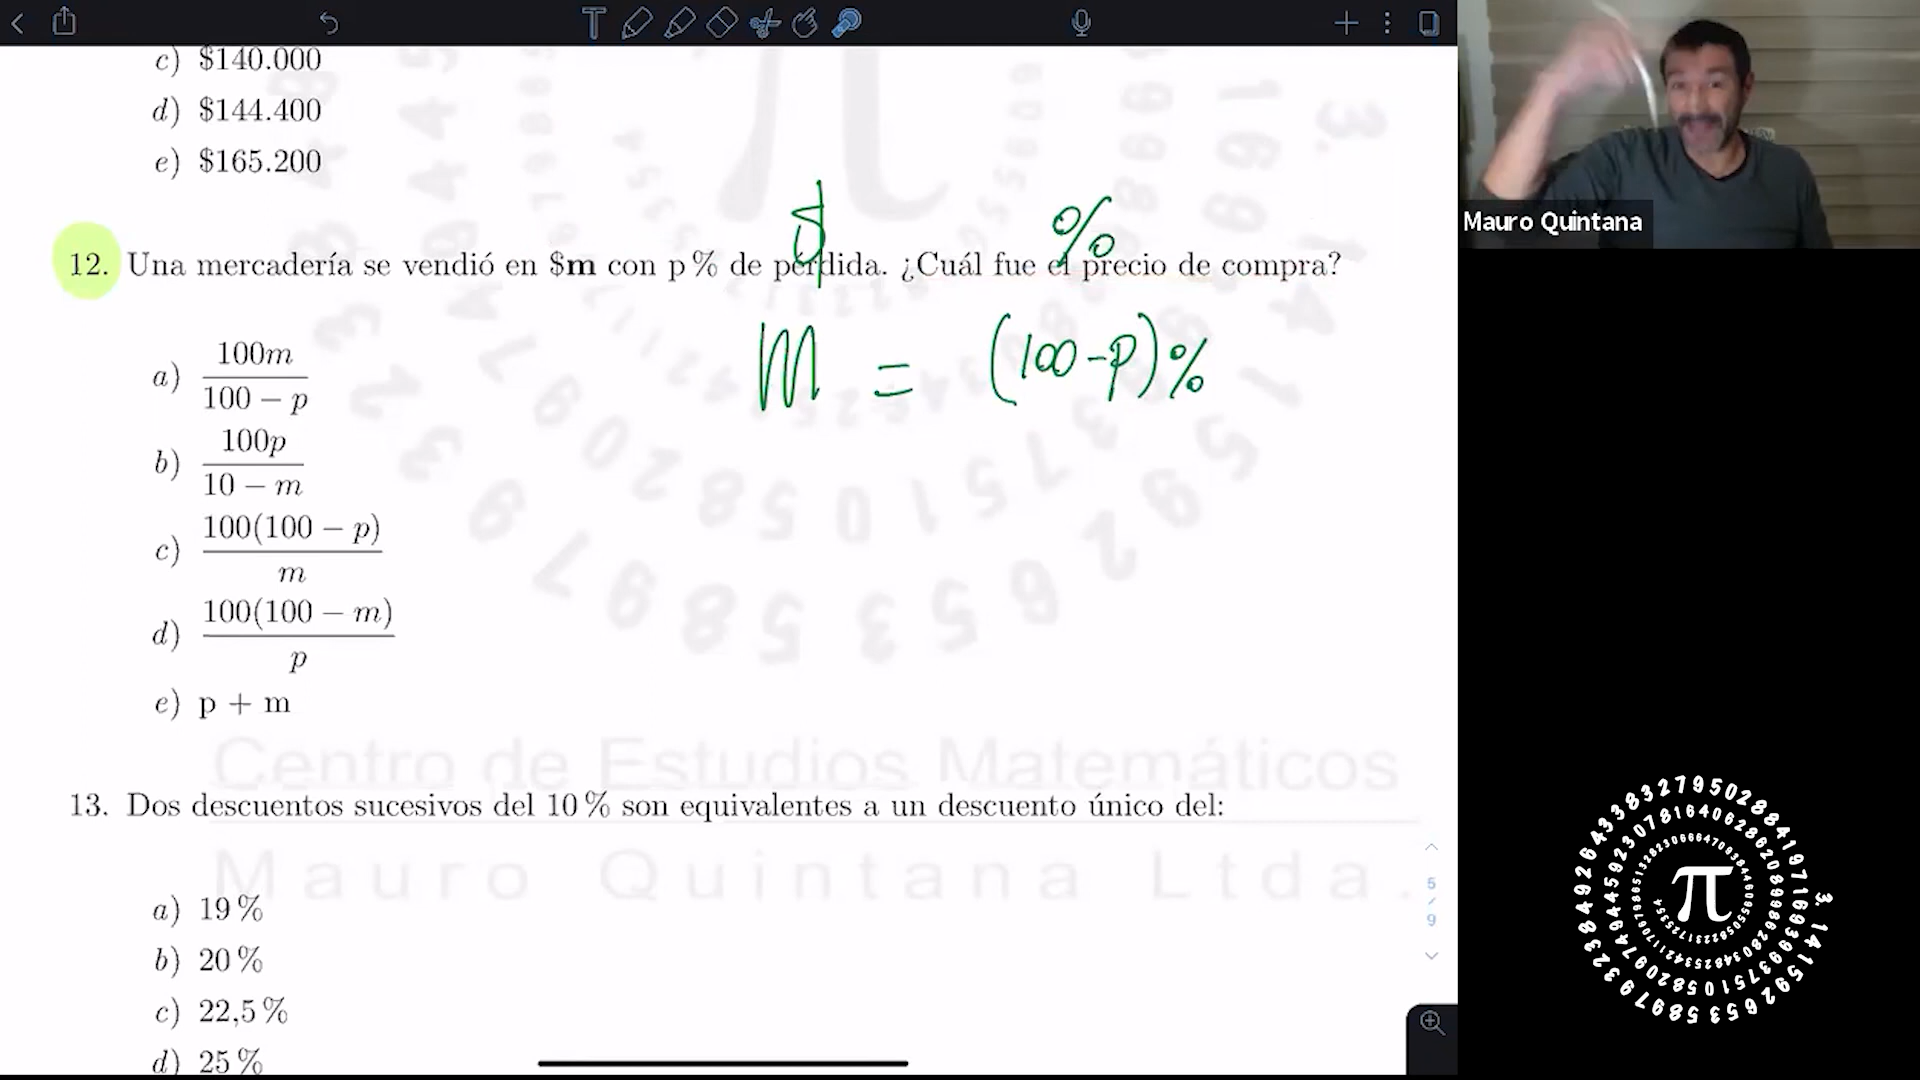 c) $140.000
d) $144.400
e) $165.200
$ %
12. Una mercadería se vendió en $m con p % de pérdida. ¿Cuál fue el precio de compra?
m = (100-p)%
a) 100m / 100 − p
b) 100p / 10 − m
c) 100(100 − p) / m
d) 100(100 − m) / p
e) p + m
Centro de Estudios Matemáticos
13. Dos descuentos sucesivos del 10 % son equivalentes a un descuento único del:
Mauro Quintana Ltda.
a) 19 %
b) 20 %
c) 22,5 %
d) 25 %
5 / 9
Mauro Quintana
π